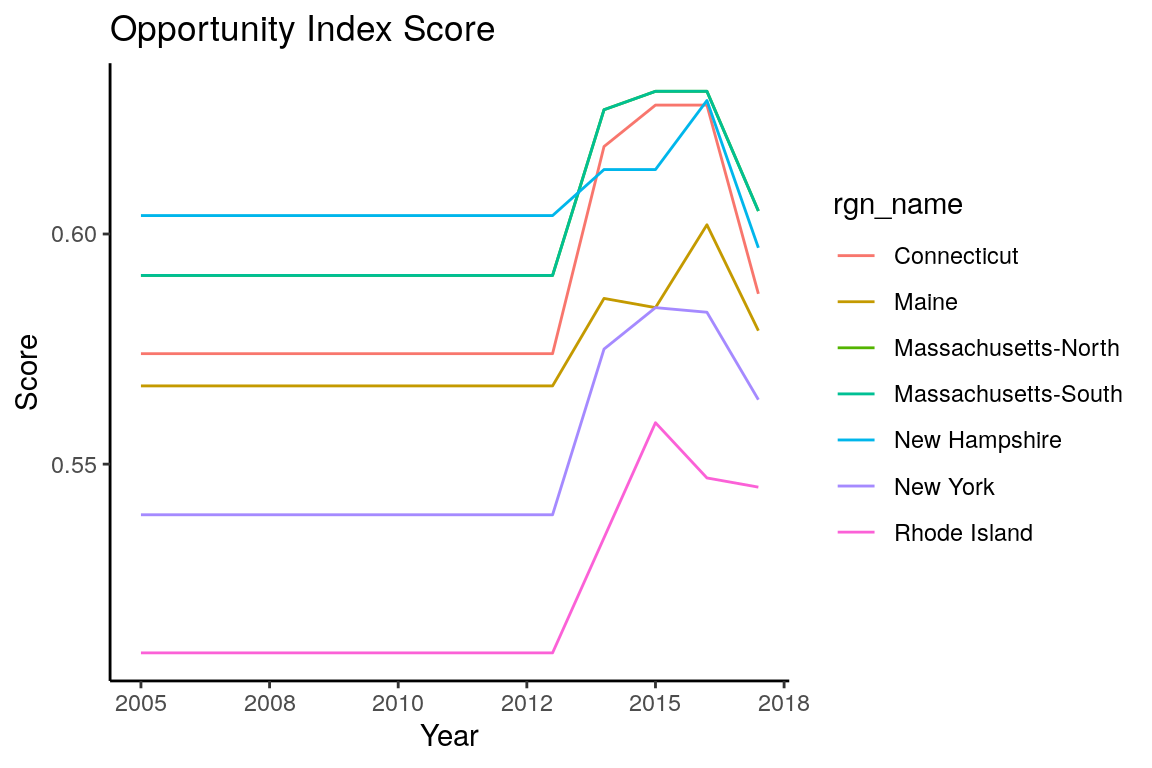 Opportunity Index Score
Score
0.60
0.55
2005
2008
2010
2012
2015
2018
Year
rgn_name
Connecticut
Maine
Massachusetts-North
Massachusetts-South
New Hampshire
New York
Rhode Island